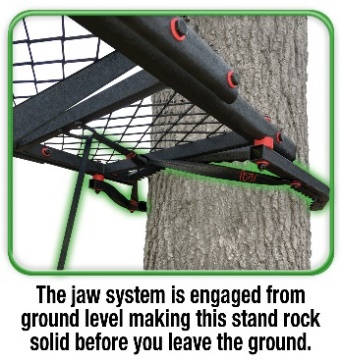 The jaw system is engaged from
ground level making this stand rock
solid before you leave the ground.